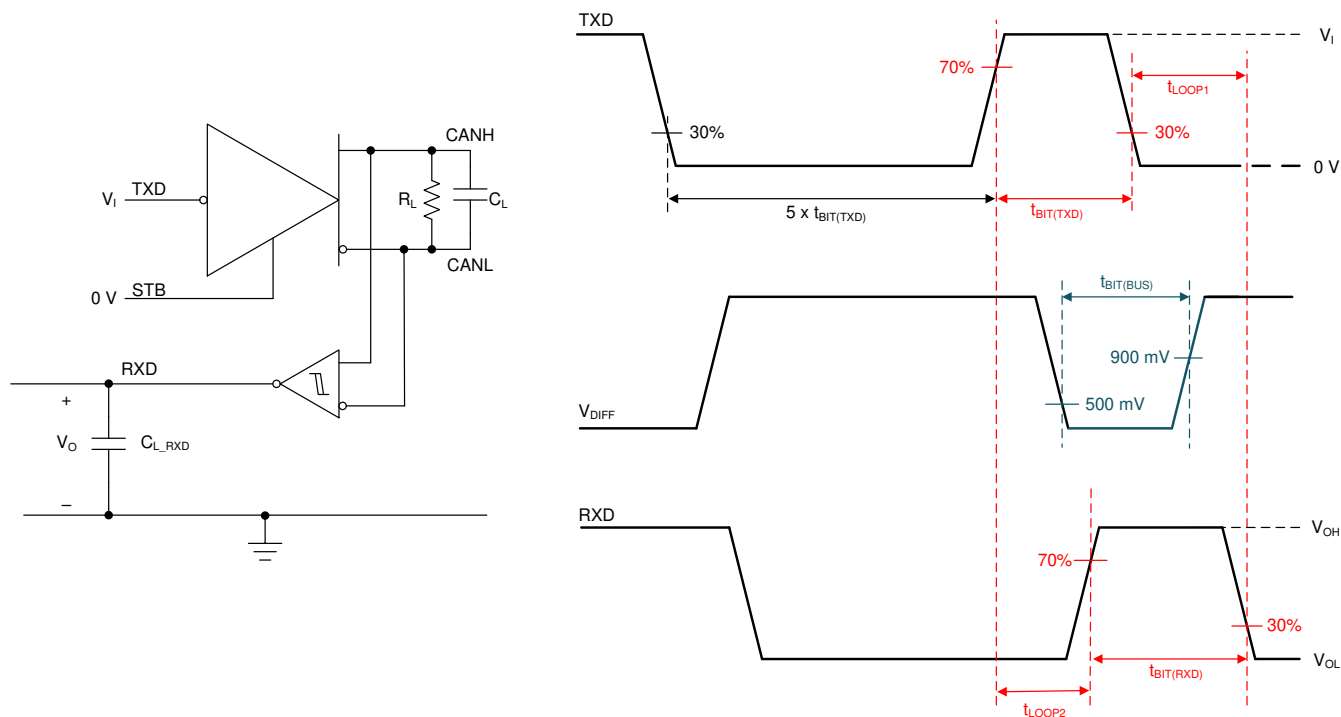 TXD
V_I
70%
t_LOOP1
30%
30%
0 V
5 x t_BIT(TXD)
t_BIT(TXD)
CANH
V_I TXD
R_L
C_L
CANL
0 V STB
RXD
+
V_O
C_L_RXD
–
t_BIT(BUS)
900 mV
500 mV
V_DIFF
RXD
V_OH
70%
30%
V_OL
t_BIT(RXD)
t_LOOP2